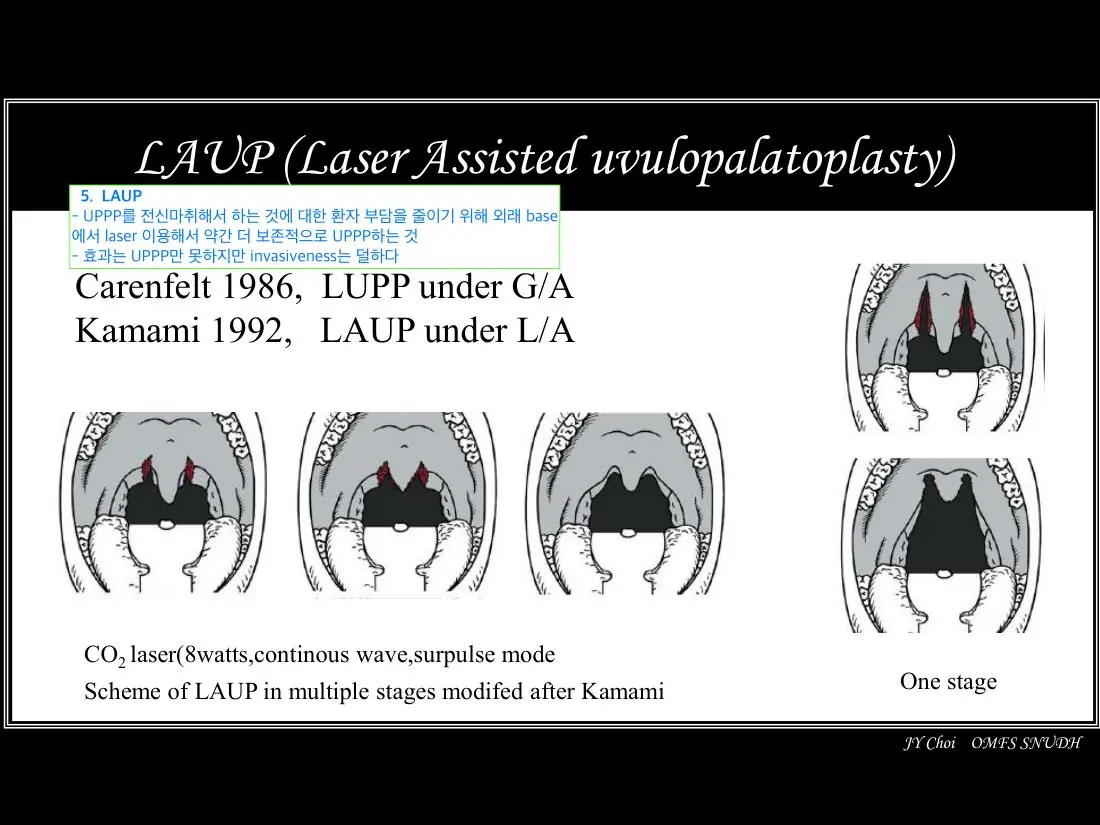 LAUP (Laser Assisted uvulopalatoplasty)
5. LAUP
- UPPP를 전신마취해서 하는 것에 대한 환자 부담을 줄이기 위해 외래 base
에서 laser 이용해서 약간 더 보존적으로 UPPP하는 것
- 효과는 UPPP만 못하지만 invasiveness는 덜하다
Carenfelt 1986, LUPP under G/A
Kamami 1992, LAUP under L/A
CO2 laser(8watts,continous wave,surpulse mode
Scheme of LAUP in multiple stages modifed after Kamami
One stage
JY Choi OMFS SNUDH